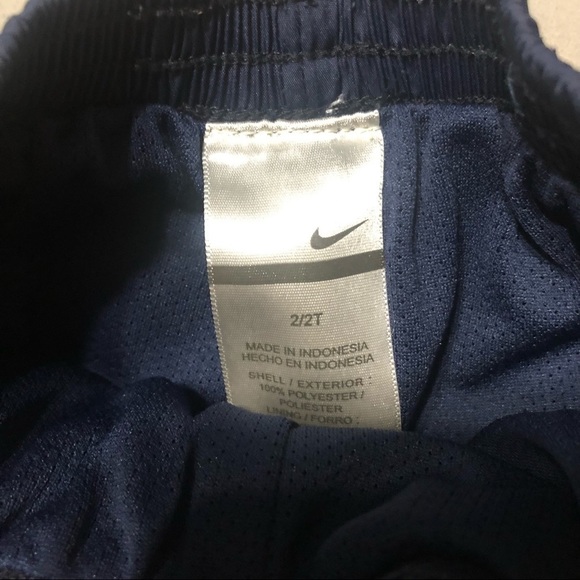 2/2T
MADE IN INDONESIA
HECHO EN INDONESIA
SHELL / EXTERIOR :
100% POLYESTER /
POLIESTER
LINING / FORRO :